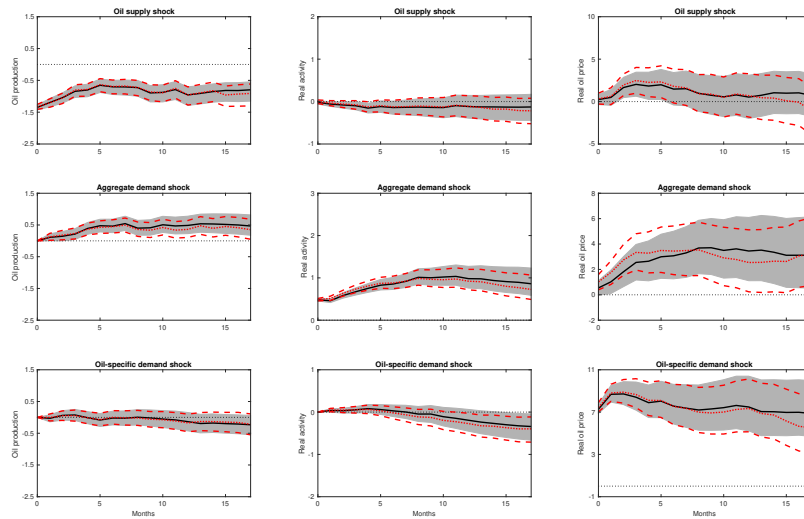 Oil supply shock
Oil production
1.5
0.5
-0.5
-1.5
-2.5
0 5 10 15
Oil supply shock
Real activity
2
1
0
-1
0 5 10 15
Oil supply shock
Real oil price
10
5
0
-5
0 5 10 15
Aggregate demand shock
Oil production
1.5
0.5
-0.5
-1.5
-2.5
0 5 10 15
Aggregate demand shock
Real activity
3
2
1
0
-1
0 5 10 15
Aggregate demand shock
Real oil price
8
6
4
2
0
-2
0 5 10 15
Oil-specific demand shock
Oil production
1.5
0.5
-0.5
-1.5
-2.5
0 5 10 15
Months
Oil-specific demand shock
Real activity
1
0
-1
-2
0 5 10 15
Months
Oil-specific demand shock
Real oil price
11
7
3
-1
0 5 10 15
Months